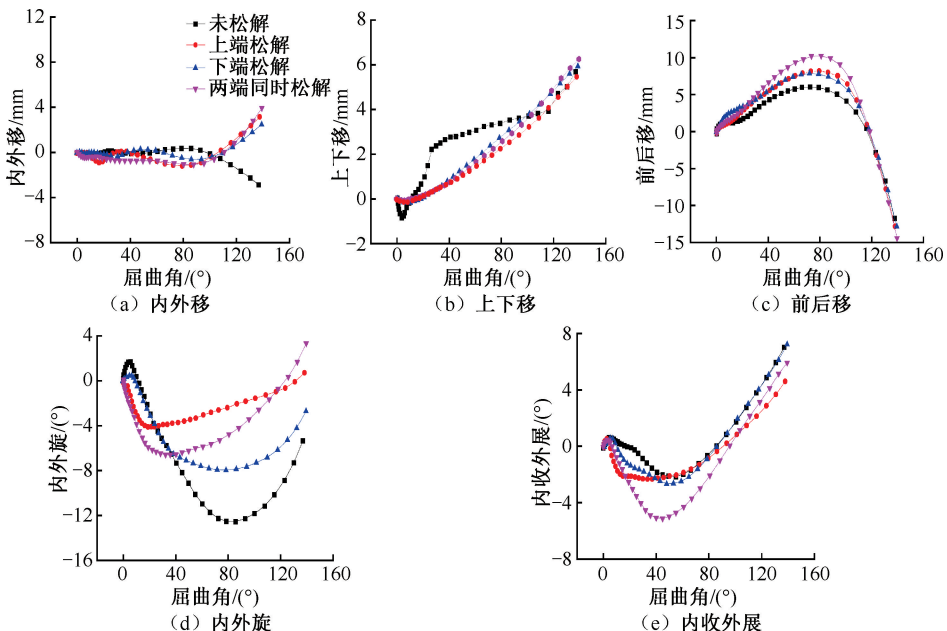 12
8
4
0
−4
−8
内外移/mm
0 40 80 120 160
屈曲角/(°)
（a）内外移
未松解
上端松解
下端松解
两端同时松解
8
6
4
2
0
−2
上下移/mm
0 40 80 120 160
屈曲角/(°)
（b）上下移
15
10
5
0
−5
−10
−15
前后移/mm
0 40 80 120 160
屈曲角/(°)
（c）前后移
4
0
−4
−8
−12
−16
内外旋/(°)
0 40 80 120 160
屈曲角/(°)
（d）内外旋
8
4
0
−4
−8
内收外展/(°)
0 40 80 120 160
屈曲角/(°)
（e）内收外展